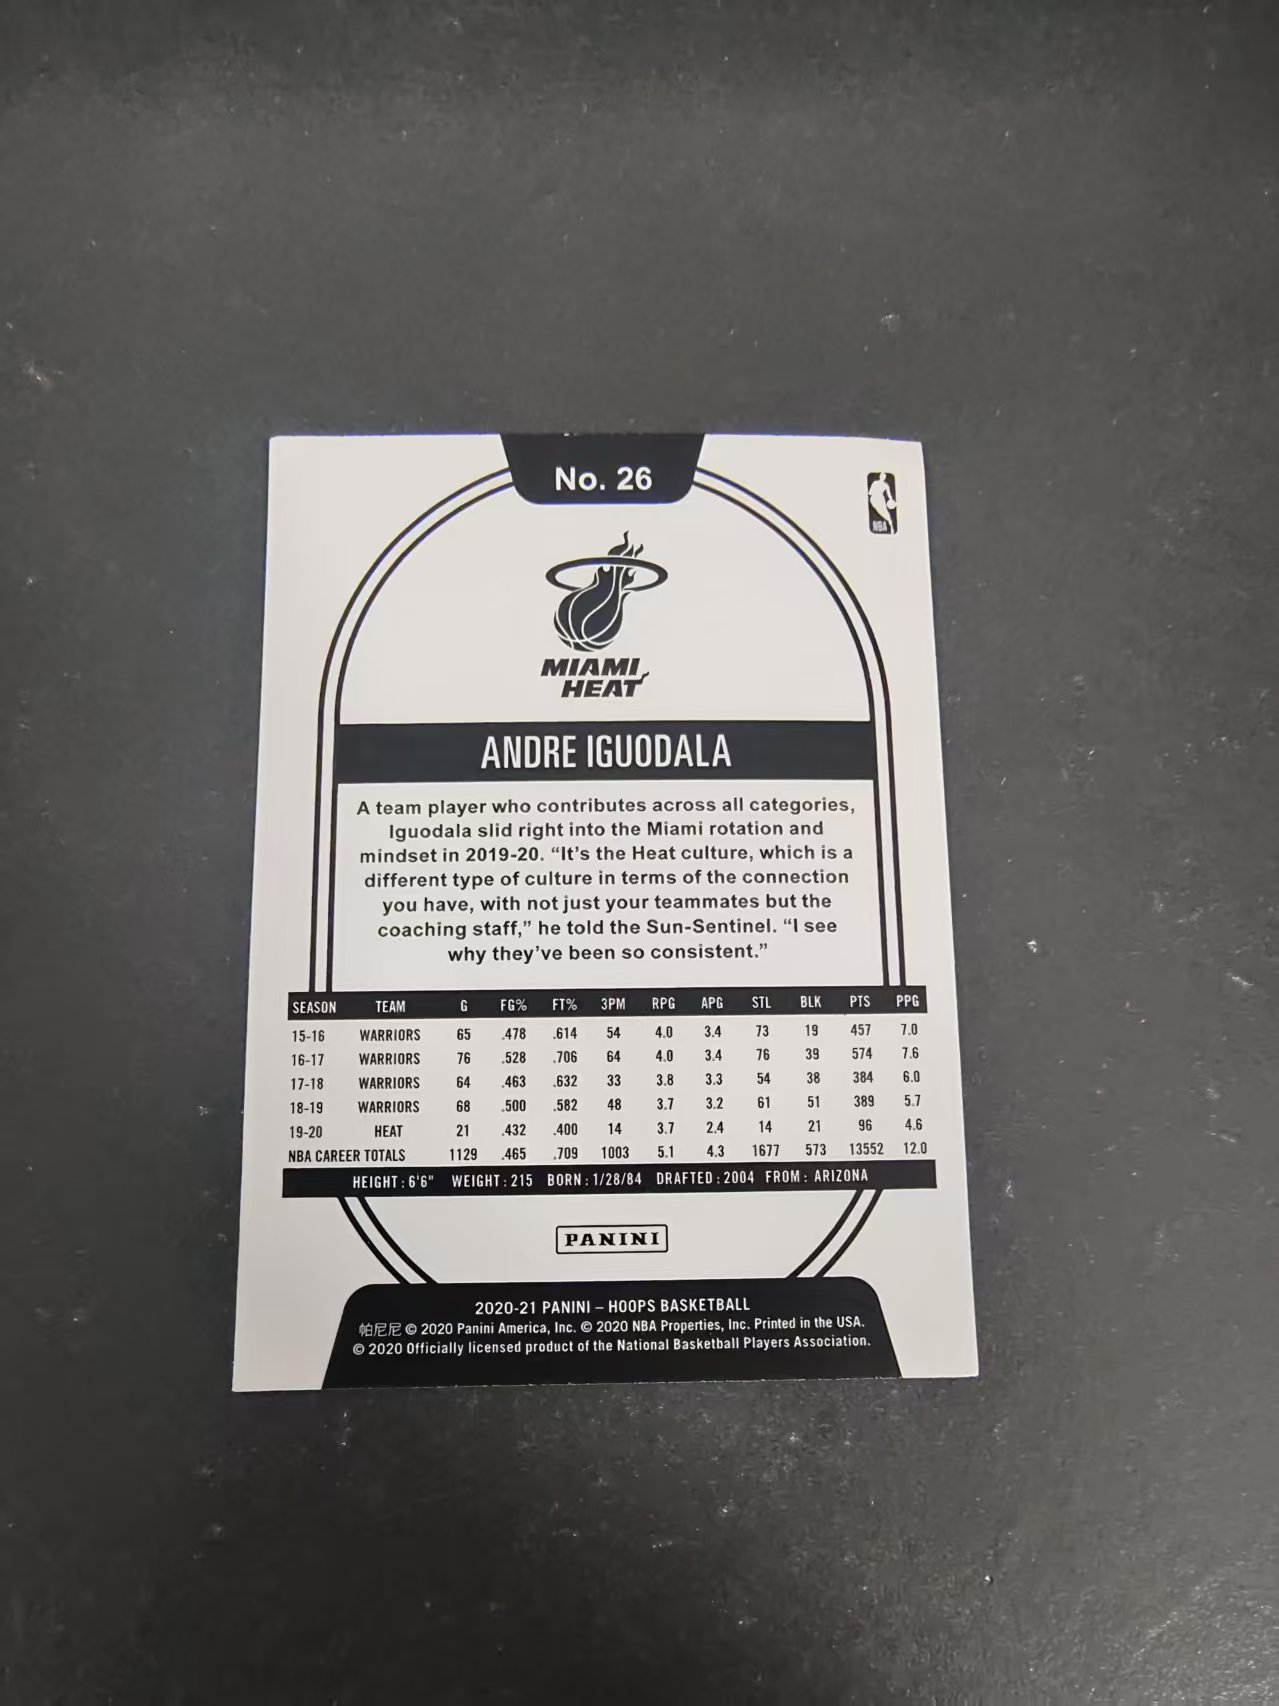 No. 26
NBA
MIAMI
HEAT
ANDRE IGUODALA
A team player who contributes across all categories,
Iguodala slid right into the Miami rotation and
mindset in 2019-20. “It’s the Heat culture, which is a
different type of culture in terms of the connection
you have, with not just your teammates but the
coaching staff,” he told the Sun-Sentinel. “I see
why they’ve been so consistent.”
SEASON TEAM G FG% FT% 3PM RPG APG STL BLK PTS PPG
15-16 WARRIORS 65 .478 .614 54 4.0 3.4 73 19 457 7.0
16-17 WARRIORS 76 .528 .706 64 4.0 3.4 76 39 574 7.6
17-18 WARRIORS 64 .463 .632 33 3.8 3.3 54 38 384 6.0
18-19 WARRIORS 68 .500 .582 48 3.7 3.2 61 51 389 5.7
19-20 HEAT 21 .432 .400 14 3.7 2.4 14 21 96 4.6
NBA CAREER TOTALS 1129 .465 .709 1003 5.1 4.3 1677 573 13552 12.0
HEIGHT : 6'6" WEIGHT : 215 BORN : 1/28/84 DRAFTED : 2004 FROM : ARIZONA
PANINI
2020-21 PANINI – HOOPS BASKETBALL
帕尼尼 © 2020 Panini America, Inc. © 2020 NBA Properties, Inc. Printed in the USA.
© 2020 Officially licensed product of the National Basketball Players Association.